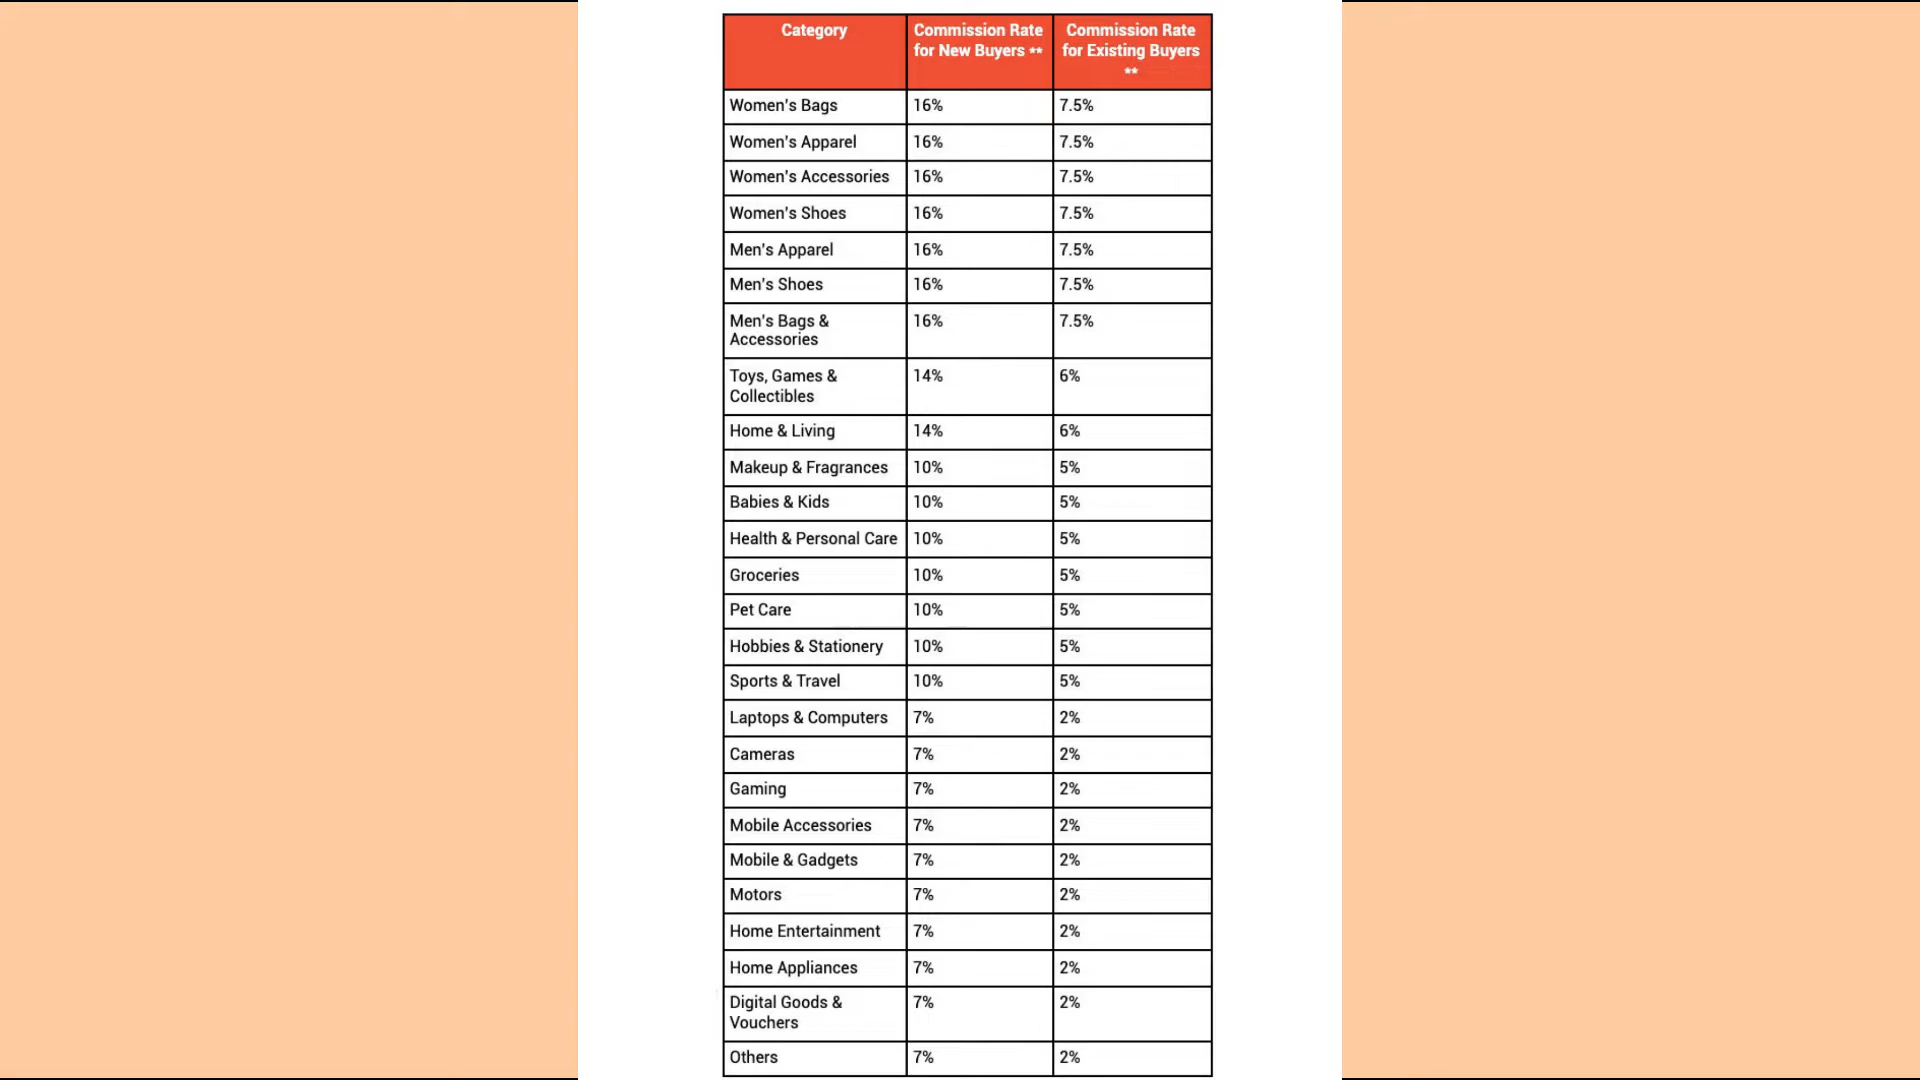 Category Commission Rate Commission Rate
for New Buyers ** for Existing Buyers
**
Women's Bags 16% 7.5%
Women's Apparel 16% 7.5%
Women's Accessories 16% 7.5%
Women's Shoes 16% 7.5%
Men's Apparel 16% 7.5%
Men's Shoes 16% 7.5%
Men's Bags & 16% 7.5%
Accessories
Toys, Games & 14% 6%
Collectibles
Home & Living 14% 6%
Makeup & Fragrances 10% 5%
Babies & Kids 10% 5%
Health & Personal Care 10% 5%
Groceries 10% 5%
Pet Care 10% 5%
Hobbies & Stationery 10% 5%
Sports & Travel 10% 5%
Laptops & Computers 7% 2%
Cameras 7% 2%
Gaming 7% 2%
Mobile Accessories 7% 2%
Mobile & Gadgets 7% 2%
Motors 7% 2%
Home Entertainment 7% 2%
Home Appliances 7% 2%
Digital Goods & 7% 2%
Vouchers
Others 7% 2%